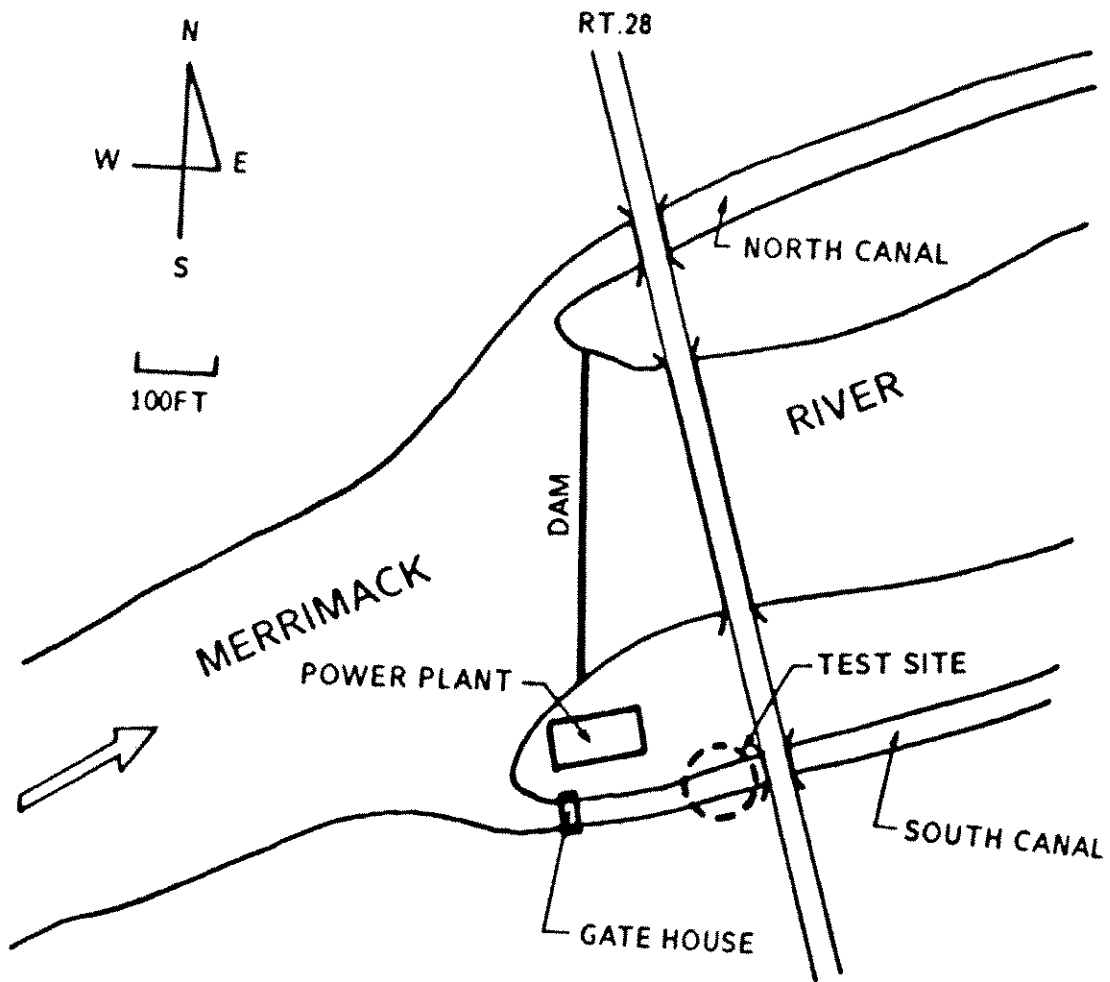 RT.28
N
W
E
S
NORTH CANAL
100FT
RIVER
DAM
MERRIMACK
POWER PLANT
TEST SITE
SOUTH CANAL
GATE HOUSE